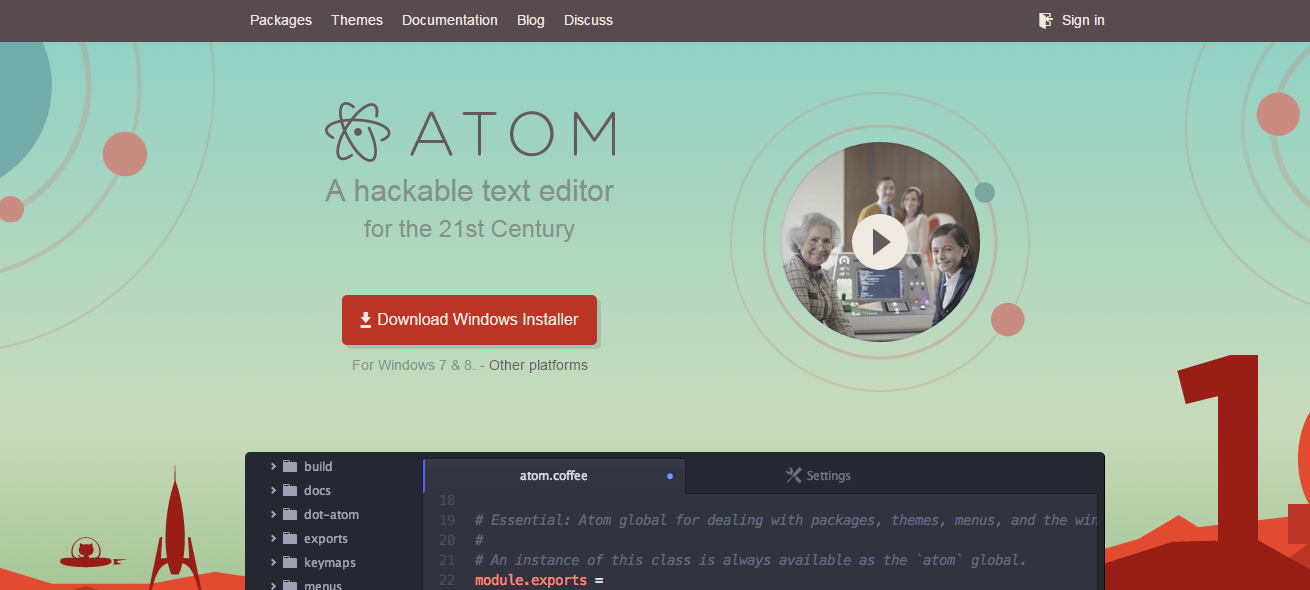 Packages Themes Documentation Blog Discuss Sign in
ATOM
A hackable text editor
for the 21st Century
Download Windows Installer
For Windows 7 & 8. - Other platforms
1
build
docs
dot-atom
exports
keymaps
menus
atom.coffee Settings
18
19 # Essential: Atom global for dealing with packages, themes, menus, and the
20 #
21 # An instance of this class is always available as the `atom` global.
22 module.exports =